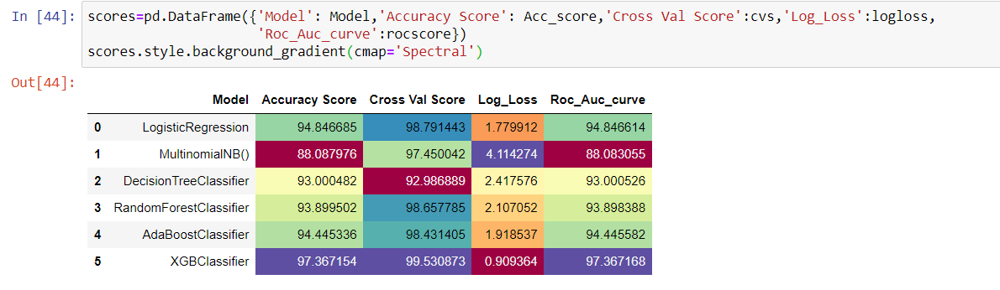 In [44]: scores=pd.DataFrame({'Model': Model,'Accuracy Score': Acc_score,'Cross Val Score':cvs,'Log_Loss':logloss,
'Roc_Auc_curve':rocscore})
scores.style.background_gradient(cmap='Spectral')
Out[44]:
Model Accuracy Score Cross Val Score Log_Loss Roc_Auc_curve
0 LogisticRegression 94.846685 98.791443 1.779912 94.846614
1 MultinomialNB() 88.087976 97.450042 4.114274 88.083055
2 DecisionTreeClassifier 93.000482 92.986889 2.417576 93.000526
3 RandomForestClassifier 93.899502 98.657785 2.107052 93.898388
4 AdaBoostClassifier 94.445336 98.431405 1.918537 94.445582
5 XGBClassifier 97.367154 99.530873 0.909364 97.367168